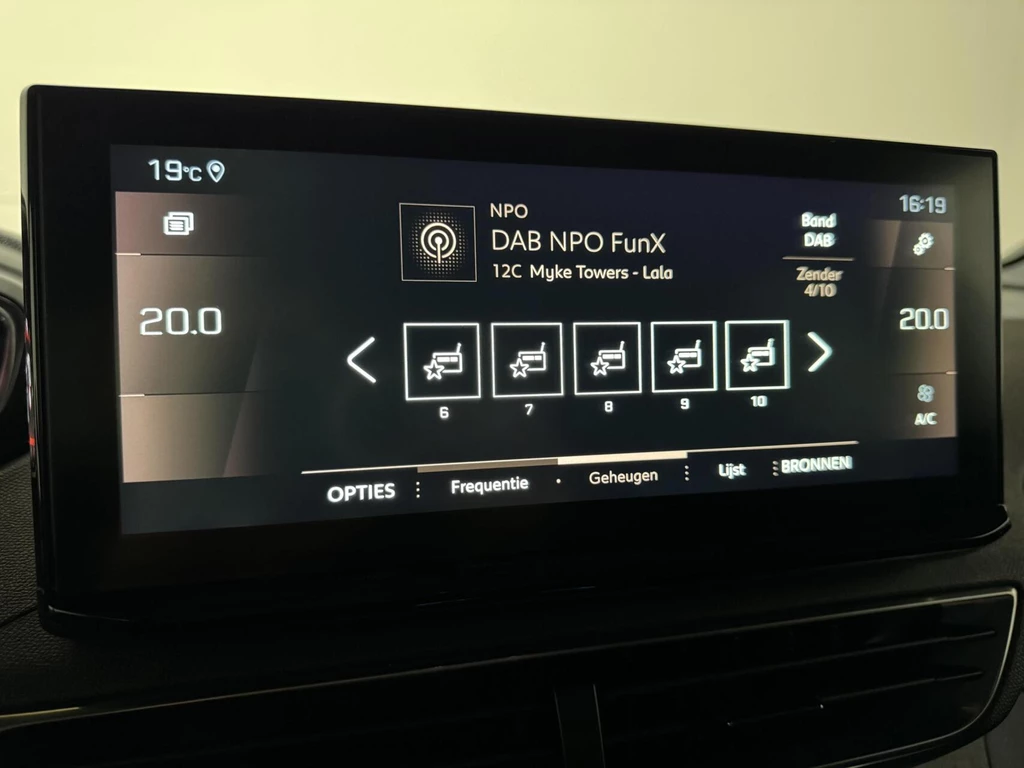 19°C
16:19
NPO
DAB NPO FunX
12C Myke Towers - Lala
Band
DAB
Zender
4/10
20.0
20.0
6 7 8 9 10
A/C
OPTIES Frequentie · Geheugen Lijst BRONNEN